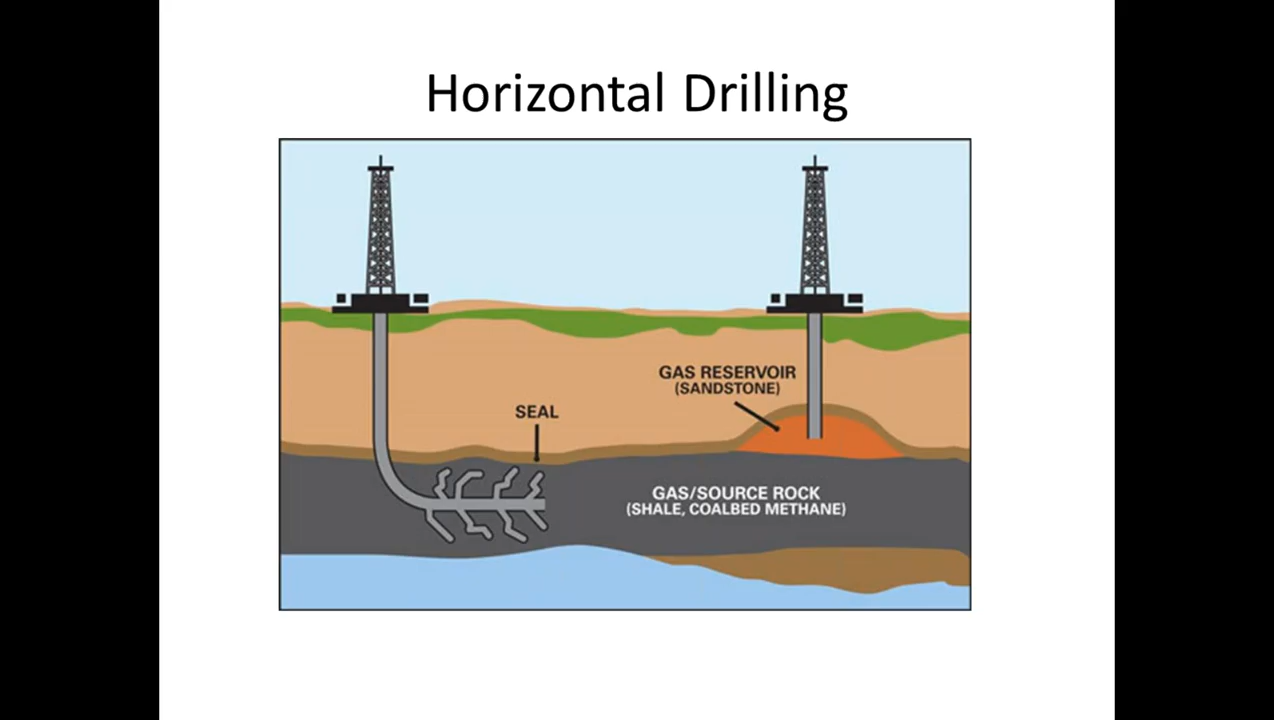 Horizontal Drilling
GAS RESERVOIR
(SANDSTONE)
SEAL
GAS/SOURCE ROCK
(SHALE, COALBED METHANE)